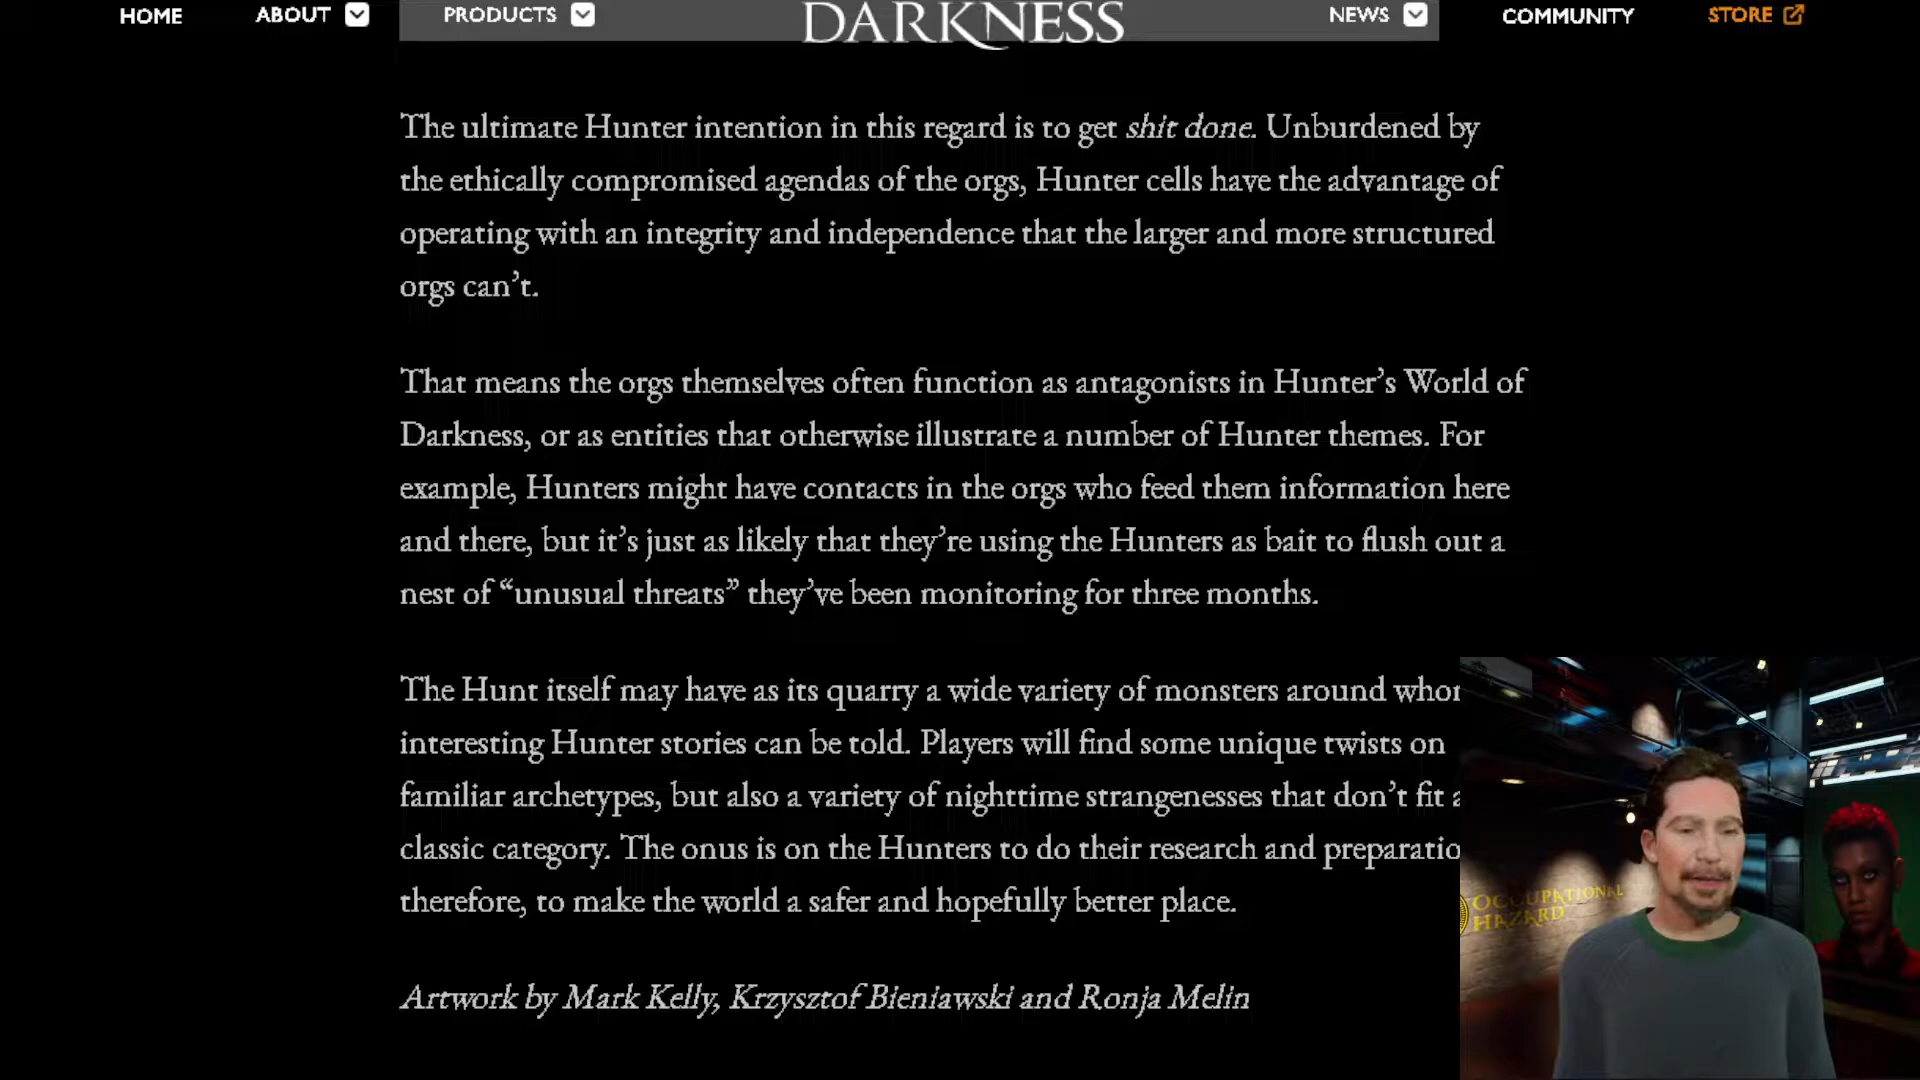 HOME ABOUT PRODUCTS DARKNESS NEWS COMMUNITY STORE
The ultimate Hunter intention in this regard is to get shit done. Unburdened by
the ethically compromised agendas of the orgs, Hunter cells have the advantage of
operating with an integrity and independence that the larger and more structured
orgs can’t.
That means the orgs themselves often function as antagonists in Hunter’s World of
Darkness, or as entities that otherwise illustrate a number of Hunter themes. For
example, Hunters might have contacts in the orgs who feed them information here
and there, but it’s just as likely that they’re using the Hunters as bait to flush out a
nest of “unusual threats” they’ve been monitoring for three months.
The Hunt itself may have as its quarry a wide variety of monsters around
interesting Hunter stories can be told. Players will find some unique twists on
familiar archetypes, but also a variety of nighttime strangenesses that don’t fit
classic category. The onus is on the Hunters to do their research and
therefore, to make the world a safer and hopefully better place.
Artwork by Mark Kelly, Krzysztof Bieniawski and Ronja Melin
OCCUPATIONAL
HAZARD